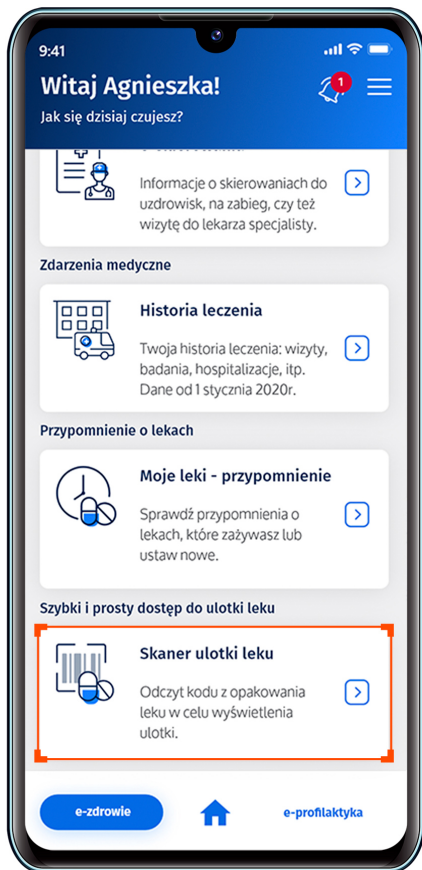 9:41
Witaj Agnieszka!
1
Jak się dzisiaj czujesz?
Informacje o skierowaniach do
uzdrowisk, na zabieg, czy też
wizytę do lekarza specjalisty.
Zdarzenia medyczne
Historia leczenia
Twoja historia leczenia: wizyty,
badania, hospitalizacje, itp.
Dane od 1 stycznia 2020r.
Przypomnienie o lekach
Moje leki - przypomnienie
Sprawdź przypomnienia o
lekach, które zażywasz lub
ustaw nowe.
Szybki i prosty dostęp do ulotki leku
Skaner ulotki leku
Odczyt kodu z opakowania
leku w celu wyświetlenia
ulotki.
e-zdrowie
e-profilaktyka